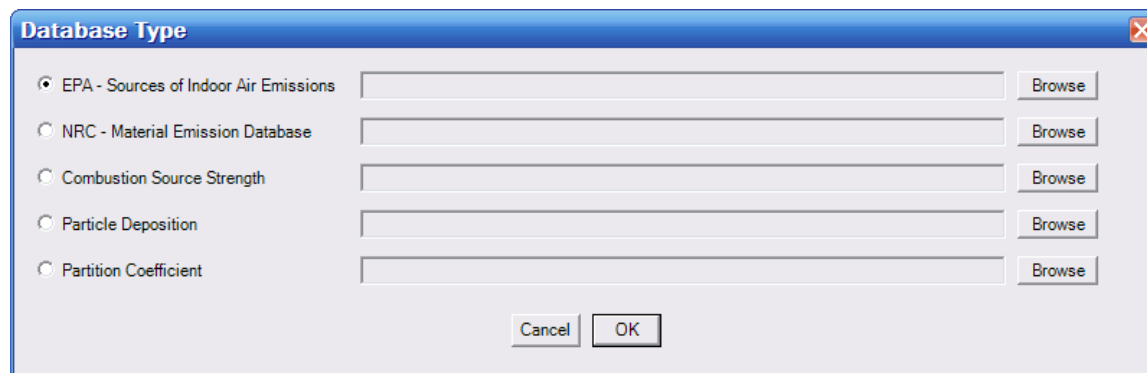 Database Type
EPA - Sources of Indoor Air Emissions Browse
NRC - Material Emission Database Browse
Combustion Source Strength Browse
Particle Deposition Browse
Partition Coefficient Browse
Cancel OK